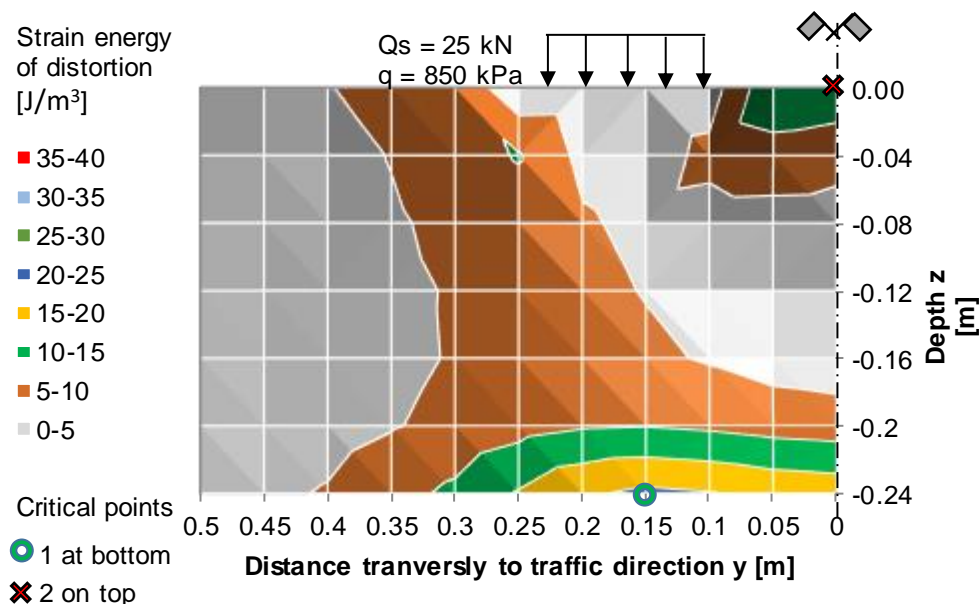 Strain energy
of distortion
[J/m³]
35-40
30-35
25-30
20-25
15-20
10-15
5-10
0-5
Critical points
1 at bottom
2 on top
Qs = 25 kN
q = 850 kPa
0.00
-0.04
-0.08
-0.12
-0.16
-0.2
-0.24
Depth z
[m]
0.5 0.45 0.4 0.35 0.3 0.25 0.2 0.15 0.1 0.05 0
Distance tranversly to traffic direction y [m]